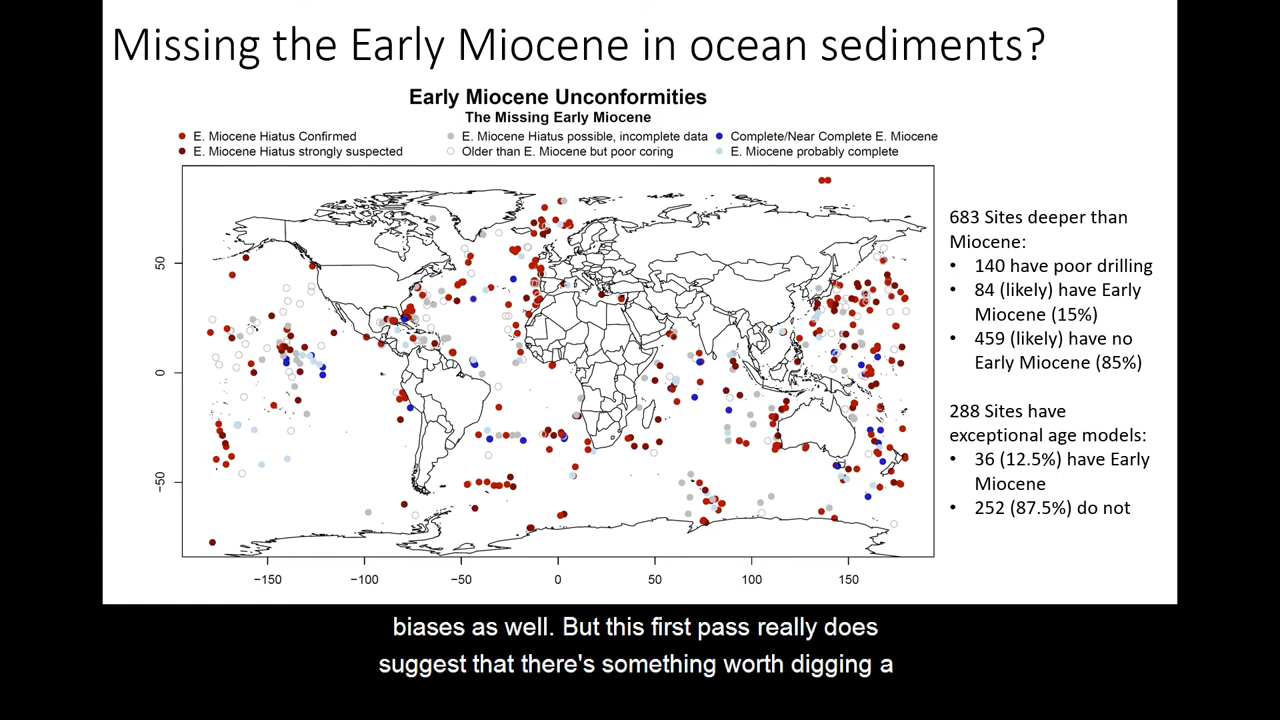 Missing the Early Miocene in ocean sediments?
Early Miocene Unconformities
The Missing Early Miocene
E. Miocene Hiatus Confirmed
E. Miocene Hiatus strongly suspected
E. Miocene Hiatus possible, incomplete data
Older than E. Miocene but poor coring
Complete/Near Complete E. Miocene
E. Miocene probably complete
50
0
−50
−150
−100
−50
0
50
100
150
683 Sites deeper than
Miocene:
• 140 have poor drilling
• 84 (likely) have Early
Miocene (15%)
• 459 (likely) have no
Early Miocene (85%)
288 Sites have
exceptional age models:
• 36 (12.5%) have Early
Miocene
• 252 (87.5%) do not
biases as well. But this first pass really does
suggest that there's something worth digging a